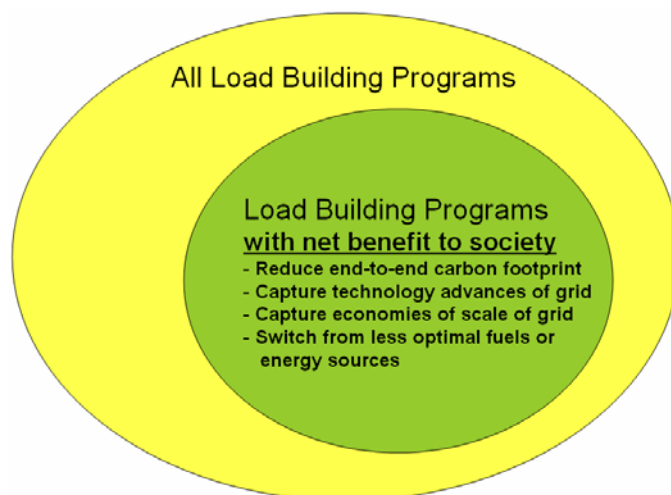 All Load Building Programs
Load Building Programs
with net benefit to society
- Reduce end-to-end carbon footprint
- Capture technology advances of grid
- Capture economies of scale of grid
- Switch from less optimal fuels or
energy sources